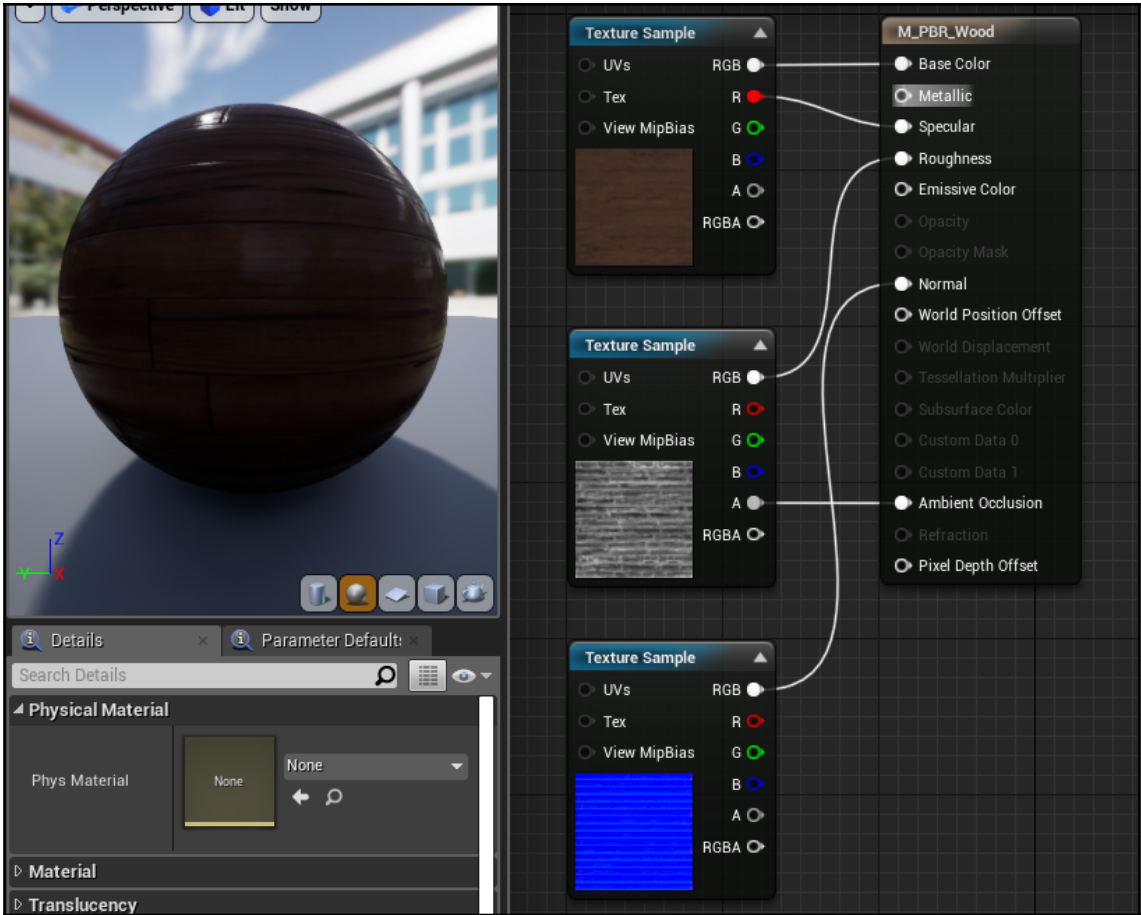 Perspective
Lit
Show
Z
Y
X
Details
Parameter Defaults
Search Details
Physical Material
Phys Material
None
None
Material
Translucency
Texture Sample
UVs RGB
Tex R
View MipBias G
B
A
RGBA
Texture Sample
UVs RGB
Tex R
View MipBias G
B
A
RGBA
Texture Sample
UVs RGB
Tex R
View MipBias G
B
A
RGBA
M_PBR_Wood
Base Color
Metallic
Specular
Roughness
Emissive Color
Opacity
Opacity Mask
Normal
World Position Offset
World Displacement
Tessellation Multiplier
Subsurface Color
Custom Data 0
Custom Data 1
Ambient Occlusion
Refraction
Pixel Depth Offset